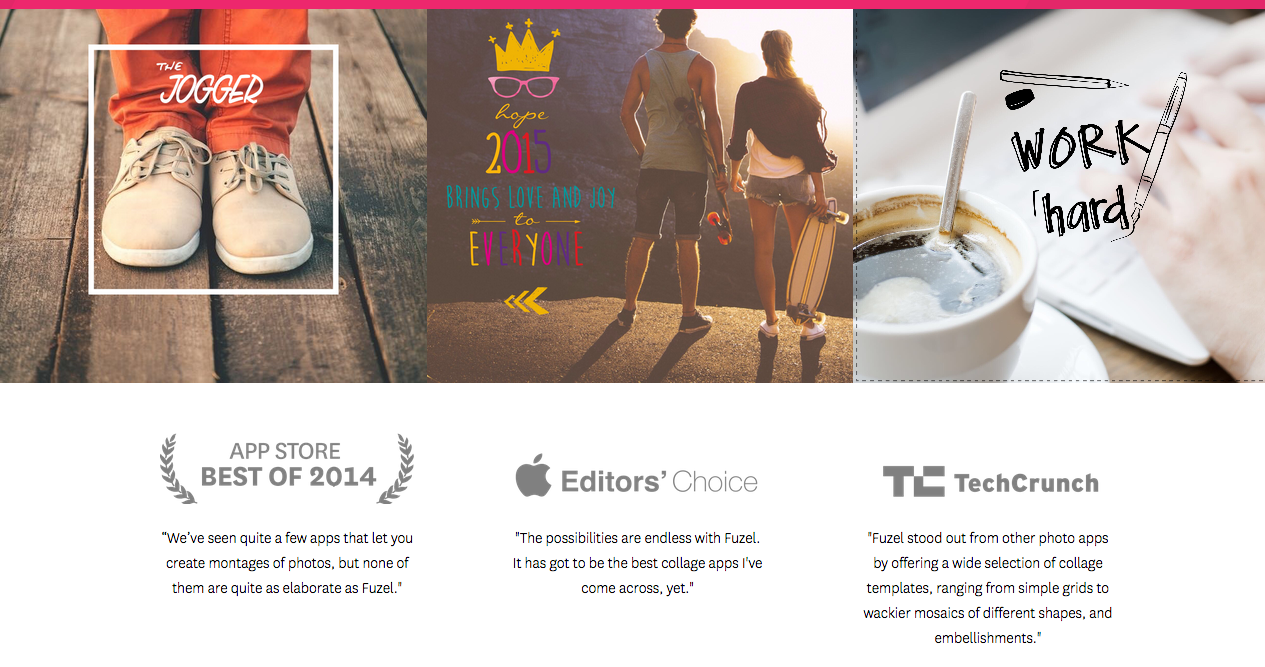 THE
JOGGER
hope
2015
BRINGS LOVE AND JOY
to
EVERYONE
WORK
hard
APP STORE
BEST OF 2014
“We’ve seen quite a few apps that let you
create montages of photos, but none of
them are quite as elaborate as Fuzel."
Editors’ Choice
"The possibilities are endless with Fuzel.
It has got to be the best collage apps I've
come across, yet."
TC TechCrunch
"Fuzel stood out from other photo apps
by offering a wide selection of collage
templates, ranging from simple grids to
wackier mosaics of different shapes, and
embellishments."